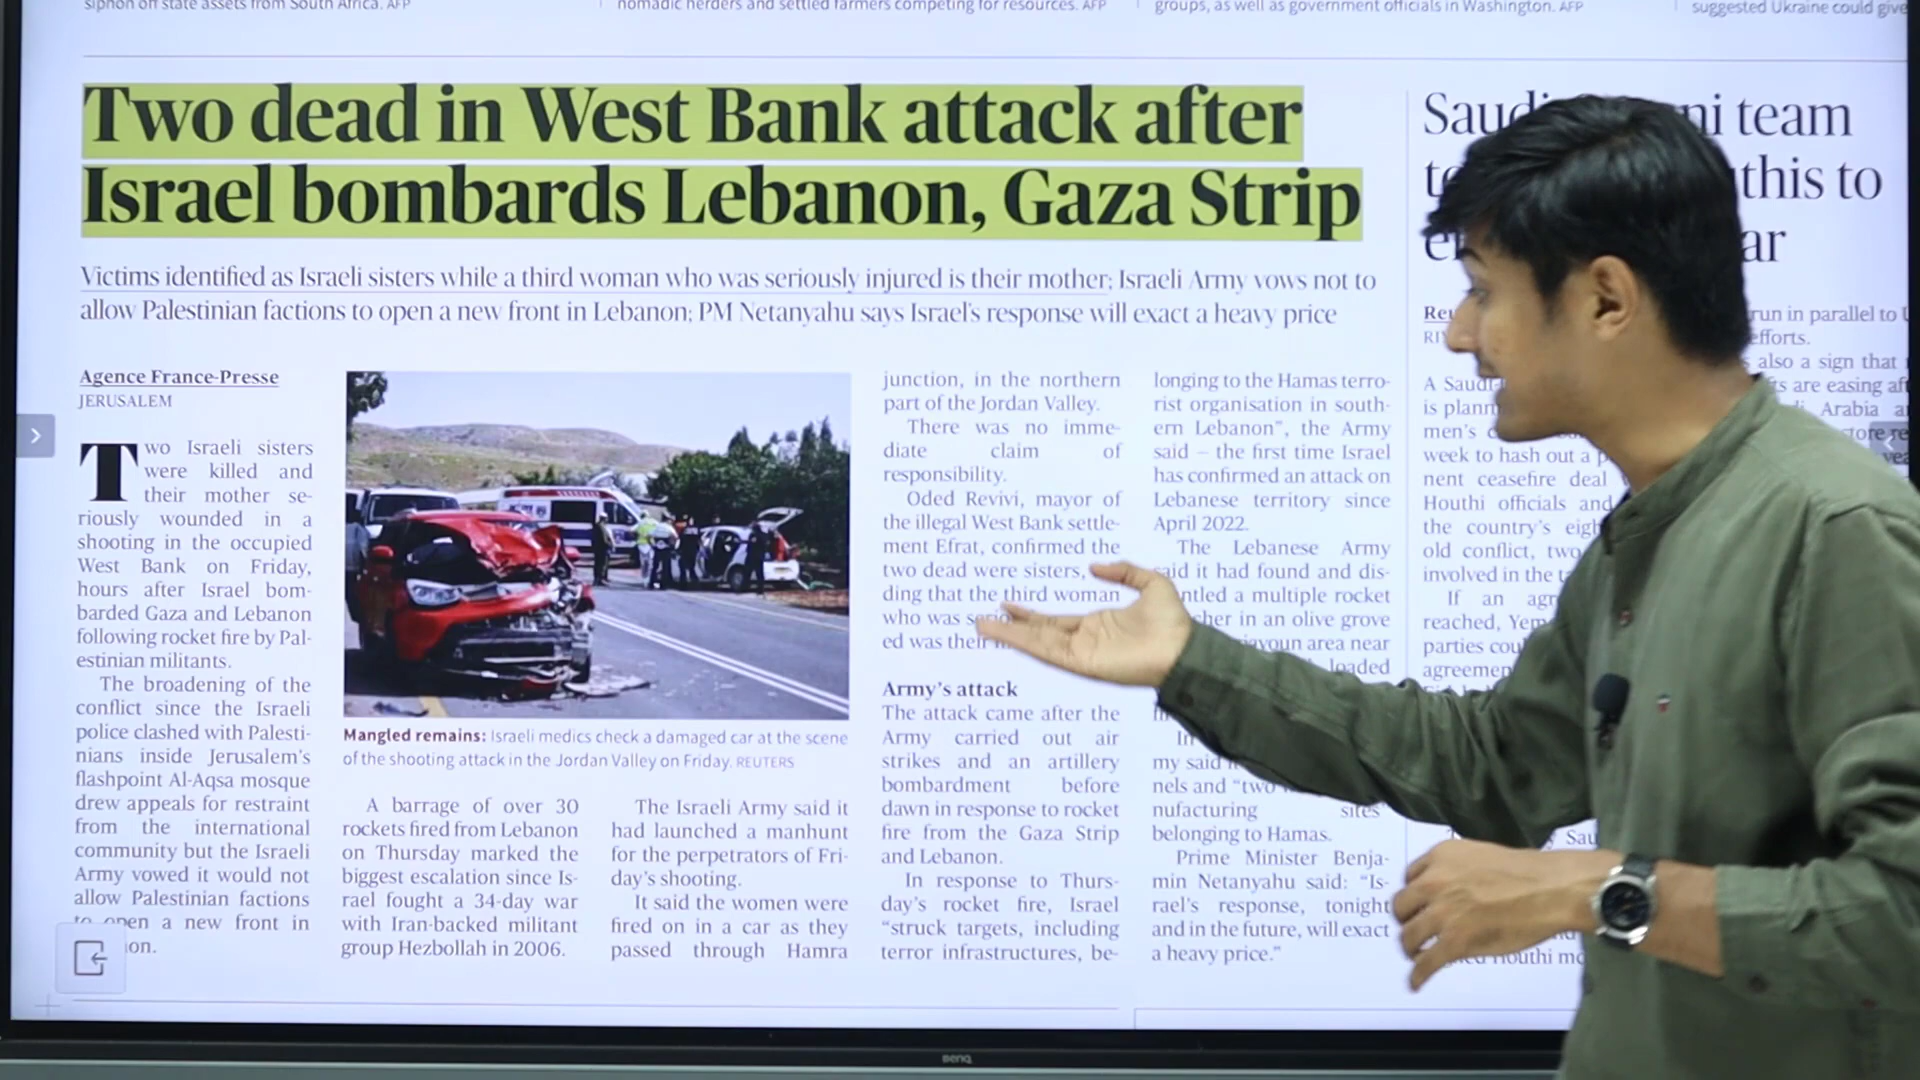 siphon off state assets from South Africa. AFP
nomadic herders and settled farmers competing for resources. AFP
groups, as well as government officials in Washington. AFP
suggested Ukraine could give
Two dead in West Bank attack after
Israel bombards Lebanon, Gaza Strip
Victims identified as Israeli sisters while a third woman who was seriously injured is their mother; Israeli Army vows not to
allow Palestinian factions to open a new front in Lebanon; PM Netanyahu says Israel's response will exact a heavy price
Agence France-Presse
JERUSALEM
Two Israeli sisters
were killed and
their mother se-
riously wounded in a
shooting in the occupied
West Bank on Friday,
hours after Israel bom-
barded Gaza and Lebanon
following rocket fire by Pal-
estinian militants.
The broadening of the
conflict since the Israeli
police clashed with Palesti-
nians inside Jerusalem's
flashpoint Al-Aqsa mosque
drew appeals for restraint
from the international
community but the Israeli
Army vowed it would not
allow Palestinian factions
to open a new front in
Mangled remains: Israeli medics check a damaged car at the scene
of the shooting attack in the Jordan Valley on Friday. REUTERS
A barrage of over 30
rockets fired from Lebanon
on Thursday marked the
biggest escalation since Is-
rael fought a 34-day war
with Iran-backed militant
group Hezbollah in 2006.
The Israeli Army said it
had launched a manhunt
for the perpetrators of Fri-
day's shooting.
It said the women were
fired on in a car as they
passed through Hamra
junction, in the northern
part of the Jordan Valley.
There was no imme-
diate claim of
responsibility.
Oded Revivi, mayor of
the illegal West Bank settle-
ment Efrat, confirmed the
two dead were sisters,
ding that the third woman
who was
ed was their
Army's attack
The attack came after the
Army carried out air
strikes and an artillery
bombardment before
dawn in response to rocket
fire from the Gaza Strip
and Lebanon.
In response to Thurs-
day's rocket fire, Israel
"struck targets, including
terror infrastructures, be-
longing to the Hamas terro-
rist organisation in south-
ern Lebanon", the Army
said – the first time Israel
has confirmed an attack on
Lebanese territory since
April 2022.
The Lebanese Army
said it had found and dis-
a multiple rocket
in an olive grove
area near
loaded
my said
nels and "two
nufacturing sites"
belonging to Hamas.
Prime Minister Benja-
min Netanyahu said: "Is-
rael's response, tonight
and in the future, will exact
a heavy price."
team
this to
RI
A Saudi
is
men's
week to hash out a
nent ceasefire deal
Houthi officials and
the country's
old conflict, two
involved in the
If an
reached,
parties
run in parallel to
efforts.
also a sign that
are easing
Arabia
Houthi
BenQ